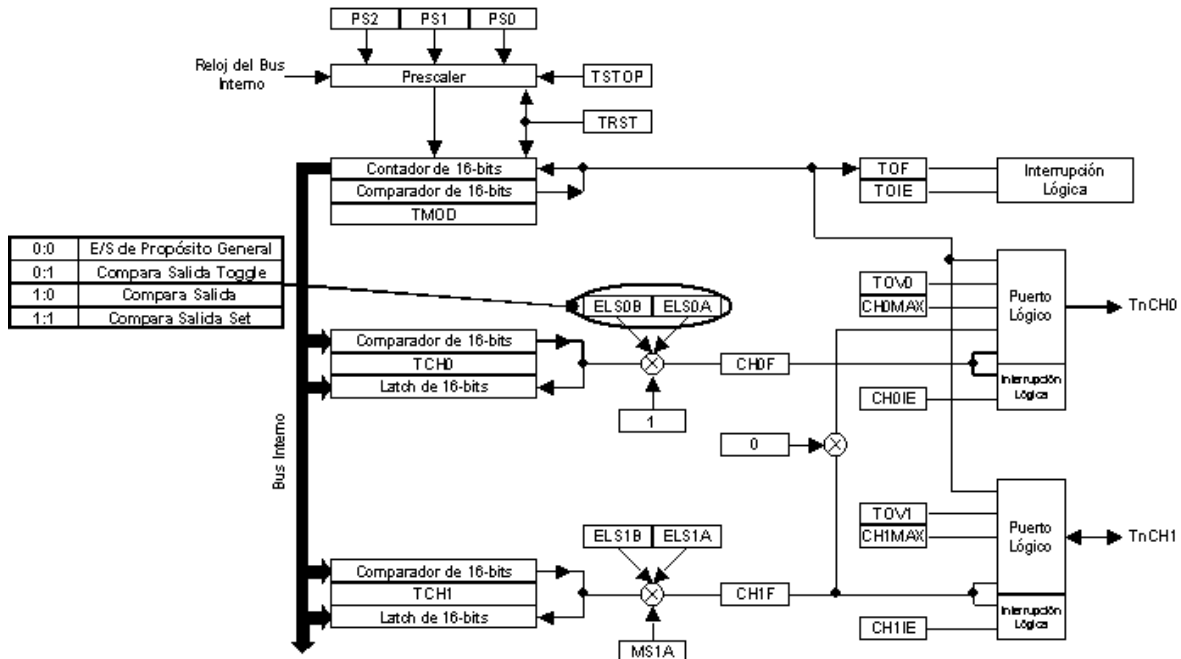 PS2 PS1 PS0
Reloj del Bus
Interno
Prescaler
TSTOP
TRST
Contador de 16-bits
Comparador de 16-bits
TMOD
TOF
TOIE
Interrupción
Lógica
0:0 E/S de Propósito General
0:1 Compara Salida Toggle
1:0 Compara Salida
1:1 Compara Salida Set
ELS0B ELS0A
TOV0
CH0MAX
Puerto
Lógico
TnCH0
Comparador de 16-bits
TCH0
Latch de 16-bits
CH0F
Interrupción
Lógica
CH0IE
1
0
Bus Interno
ELS1B ELS1A
TOV1
CH1MAX
Puerto
Lógico
TnCH1
Comparador de 16-bits
TCH1
Latch de 16-bits
CH1F
Interrupción
Lógica
CH1IE
MS1A